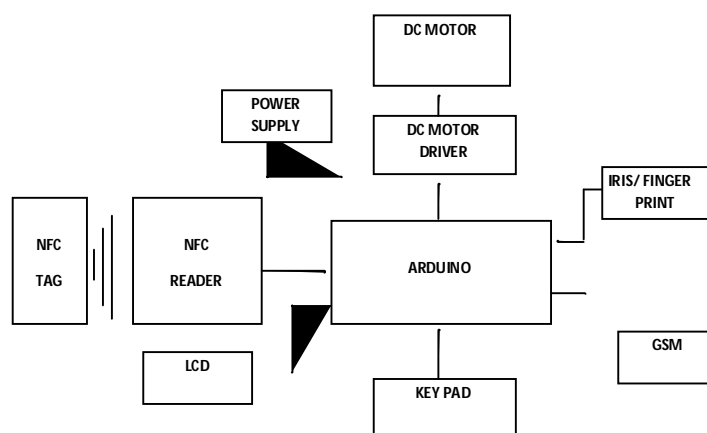 DC MOTOR
POWER
SUPPLY
DC MOTOR
DRIVER
IRIS/ FINGER
PRINT
NFC
TAG
NFC
READER
ARDUINO
LCD
GSM
KEY PAD